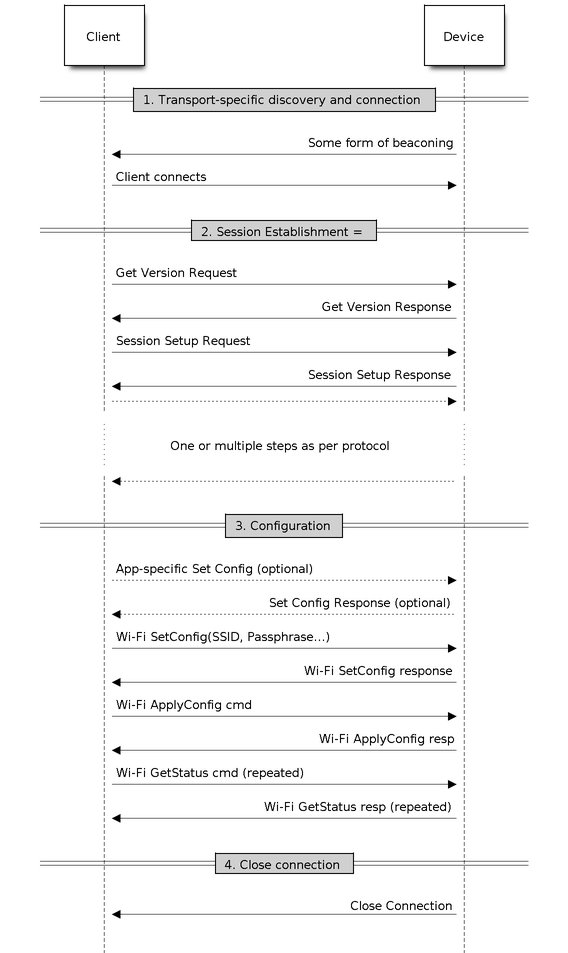 Client
Device
1. Transport-specific discovery and connection
Some form of beaconing
Client connects
2. Session Establishment =
Get Version Request
Get Version Response
Session Setup Request
Session Setup Response
One or multiple steps as per protocol
3. Configuration
App-specific Set Config (optional)
Set Config Response (optional)
Wi-Fi SetConfig(SSID, Passphrase...)
Wi-Fi SetConfig response
Wi-Fi ApplyConfig cmd
Wi-Fi ApplyConfig resp
Wi-Fi GetStatus cmd (repeated)
Wi-Fi GetStatus resp (repeated)
4. Close connection
Close Connection